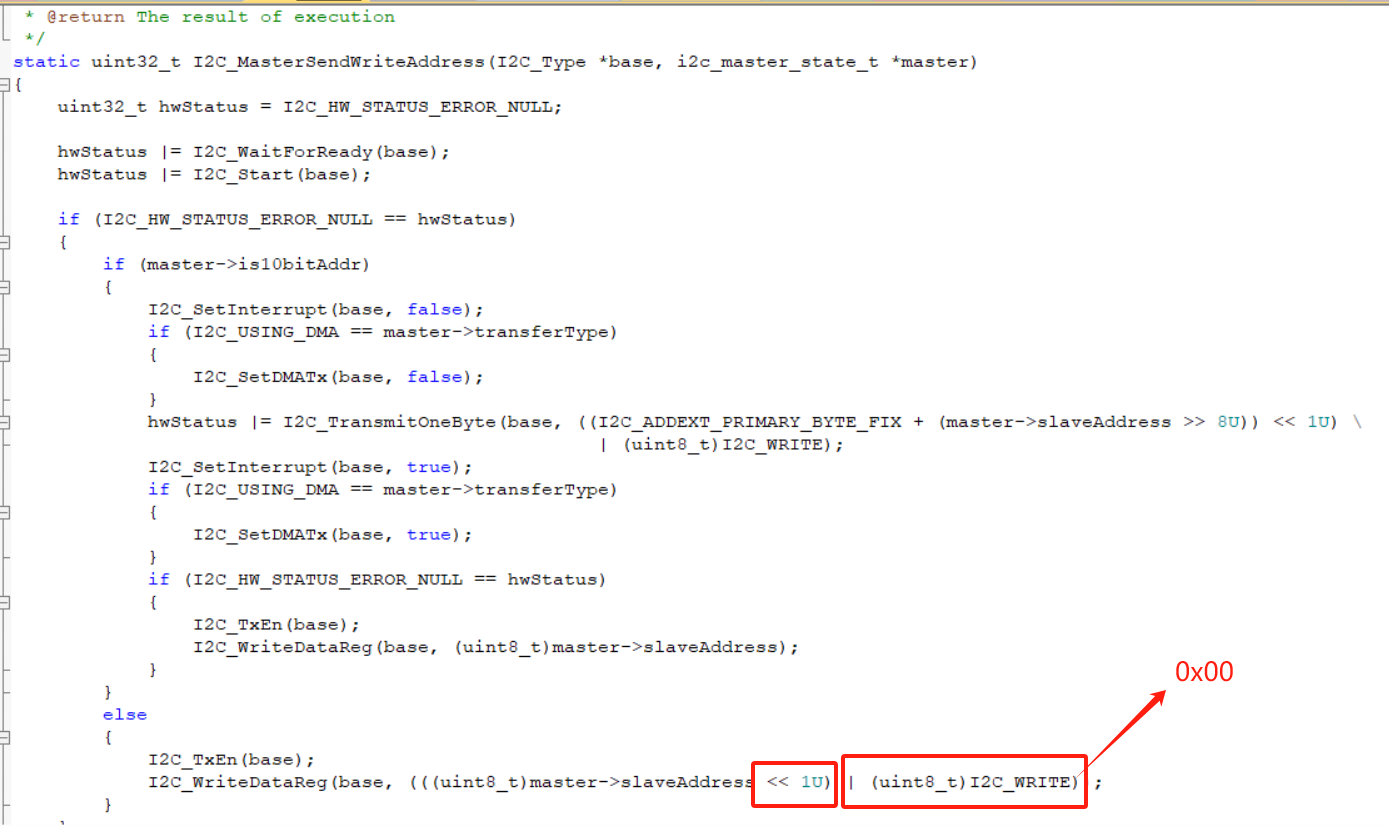 * @return The result of execution
*/
static uint32_t I2C_MasterSendWriteAddress(I2C_Type *base, i2c_master_state_t *master)
{
uint32_t hwStatus = I2C_HW_STATUS_ERROR_NULL;
hwStatus |= I2C_WaitForReady(base);
hwStatus |= I2C_Start(base);
if (I2C_HW_STATUS_ERROR_NULL == hwStatus)
{
if (master->is10bitAddr)
{
I2C_SetInterrupt(base, false);
if (I2C_USING_DMA == master->transferType)
{
I2C_SetDMATx(base, false);
}
hwStatus |= I2C_TransmitOneByte(base, ((I2C_ADDEXT_PRIMARY_BYTE_FIX + (master->slaveAddress >> 8U)) << 1U) \
| (uint8_t)I2C_WRITE);
I2C_SetInterrupt(base, true);
if (I2C_USING_DMA == master->transferType)
{
I2C_SetDMATx(base, true);
}
if (I2C_HW_STATUS_ERROR_NULL == hwStatus)
{
I2C_TxEn(base);
I2C_WriteDataReg(base, (uint8_t)master->slaveAddress);
}
}
else
{
I2C_TxEn(base);
I2C_WriteDataReg(base, (((uint8_t)master->slaveAddress << 1U) | (uint8_t)I2C_WRITE) ;
}
0x00